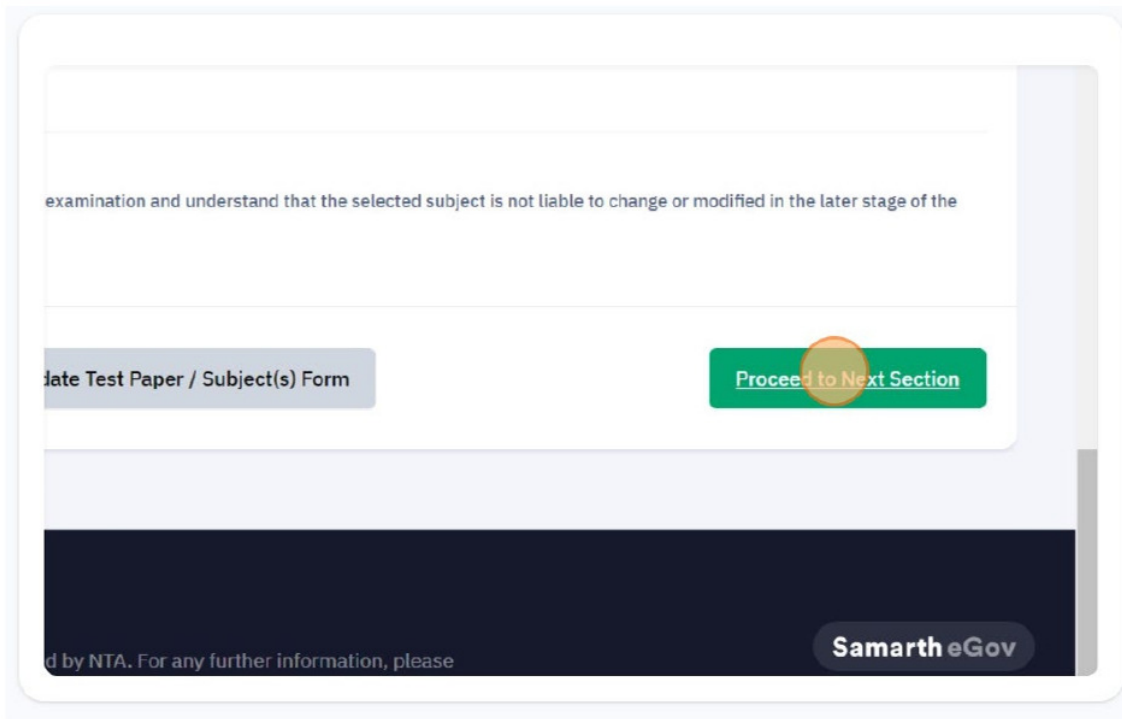 examination and understand that the selected subject is not liable to change or modified in the later stage of the
date Test Paper / Subject(s) Form
Proceed to Next Section
Samarth eGov
d by NTA. For any further information, please